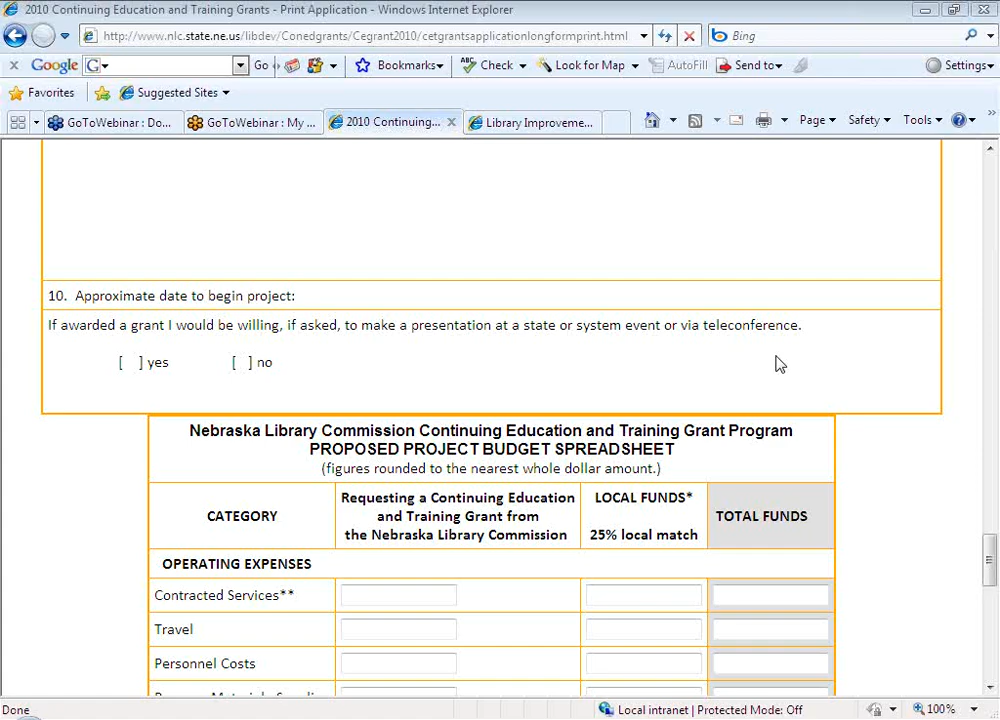 2010 Continuing Education and Training Grants - Print Application - Windows Internet Explorer
http://www.nlc.state.ne.us/libdev/Conedgrants/Cegrant2010/cetgrantsapplicationlongformprint.html
Bing
x Google G Go Bookmarks ABC Check Look for Map AutoFill Send to Settings
Favorites Suggested Sites
GoToWebinar : Do... GoToWebinar : My ... 2010 Continuing... x Library Improveme... Page Safety Tools
10. Approximate date to begin project:
If awarded a grant I would be willing, if asked, to make a presentation at a state or system event or via teleconference.
[ ] yes [ ] no
Nebraska Library Commission Continuing Education and Training Grant Program
PROPOSED PROJECT BUDGET SPREADSHEET
(figures rounded to the nearest whole dollar amount.)
CATEGORY
Requesting a Continuing Education
and Training Grant from
the Nebraska Library Commission
LOCAL FUNDS*
25% local match
TOTAL FUNDS
OPERATING EXPENSES
Contracted Services**
Travel
Personnel Costs
Done Local intranet | Protected Mode: Off 100%